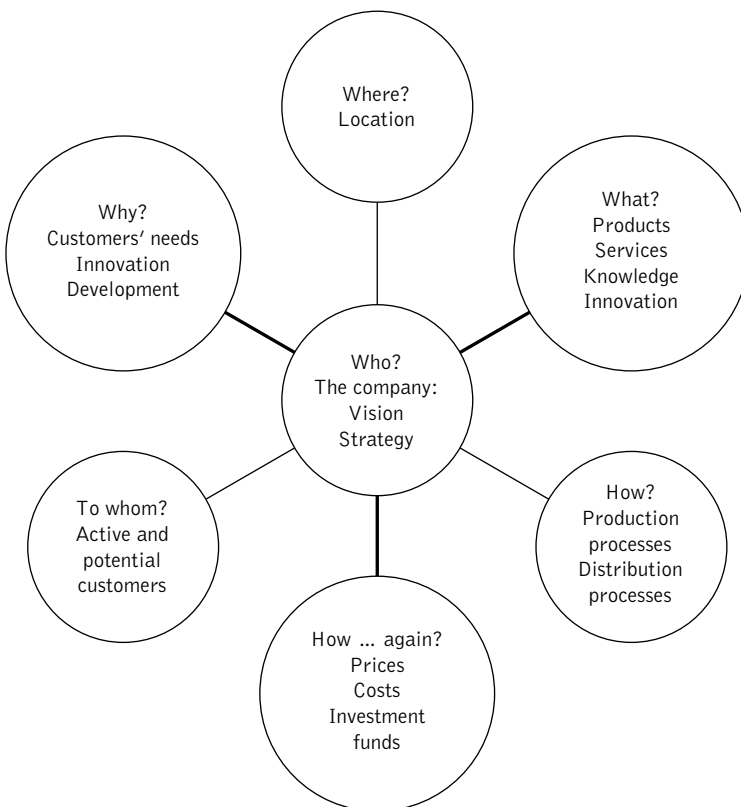 Where?
Location
Why?
Customers’ needs
Innovation
Development
What?
Products
Services
Knowledge
Innovation
Who?
The company:
Vision
Strategy
To whom?
Active and
potential
customers
How?
Production
processes
Distribution
processes
How ... again?
Prices
Costs
Investment
funds